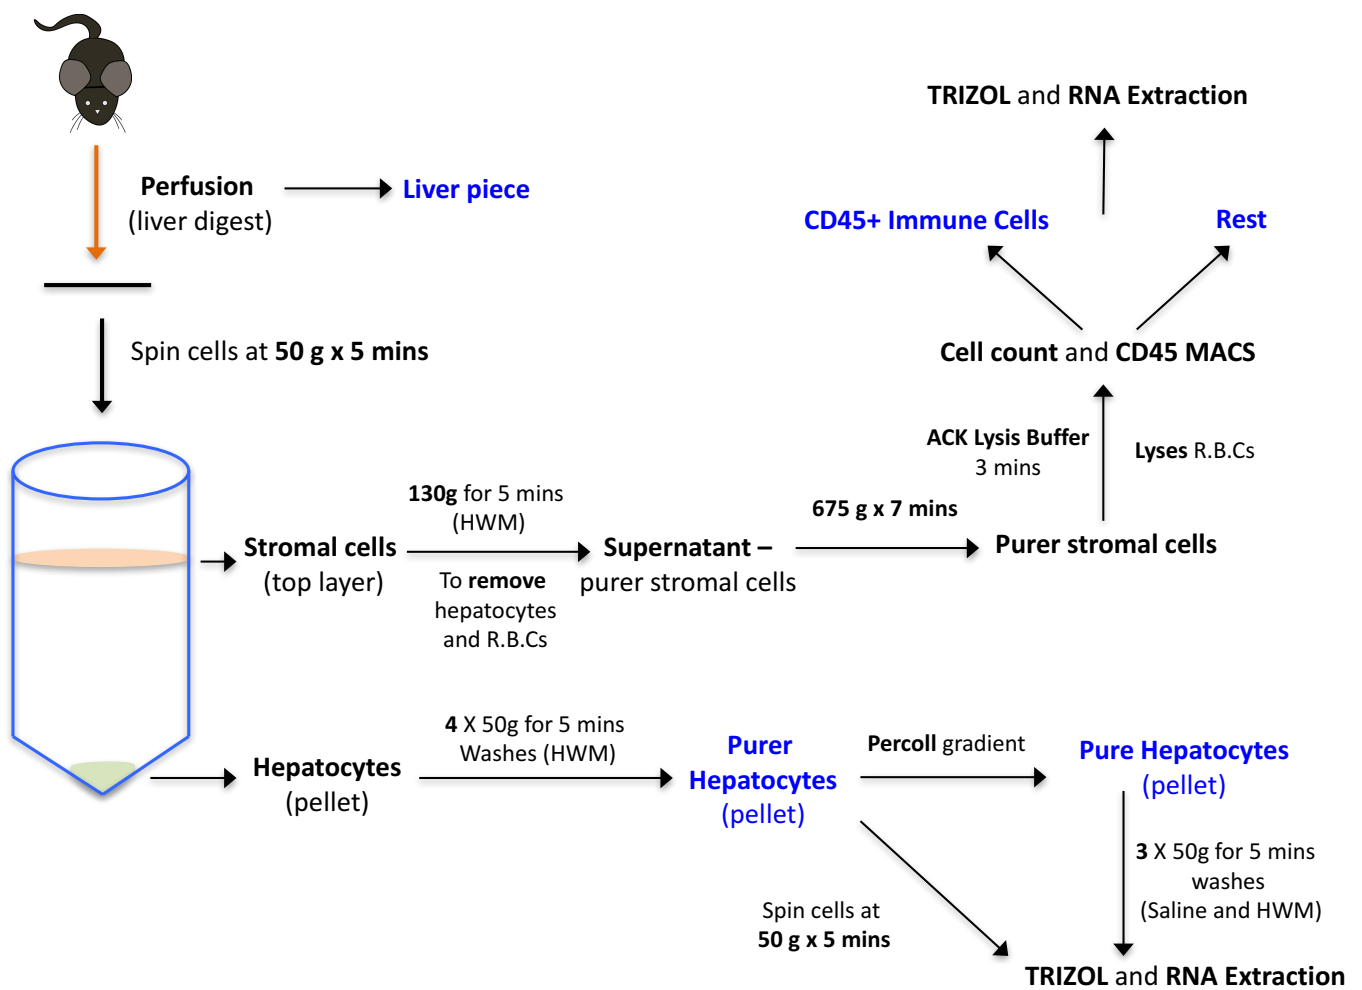 TRIZOL and RNA Extraction
Perfusion
(liver digest)
Liver piece
CD45+ Immune Cells
Rest
Spin cells at 50 g x 5 mins
Cell count and CD45 MACS
ACK Lysis Buffer
3 mins
Lyses R.B.Cs
130g for 5 mins
(HWM)
675 g x 7 mins
Stromal cells
(top layer)
To remove
hepatocytes
and R.B.Cs
Supernatant –
purer stromal cells
Purer stromal cells
4 X 50g for 5 mins
Washes (HWM)
Hepatocytes
(pellet)
Purer
Hepatocytes
(pellet)
Percoll gradient
Pure Hepatocytes
(pellet)
3 X 50g for 5 mins
washes
(Saline and HWM)
Spin cells at
50 g x 5 mins
TRIZOL and RNA Extraction